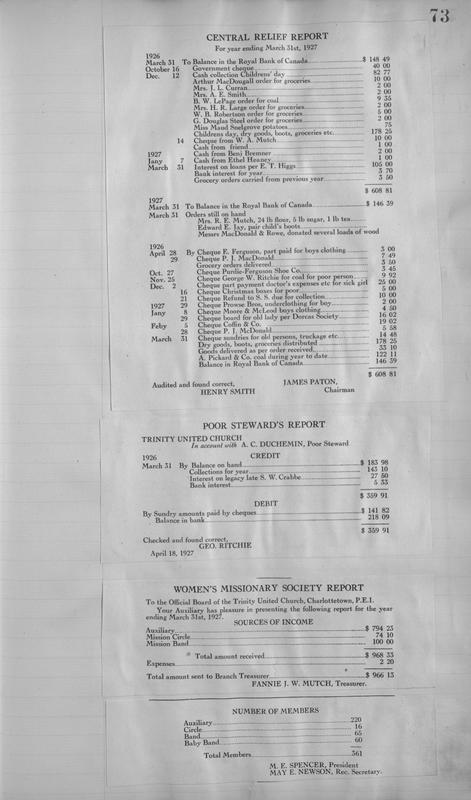 73
CENTRAL RELIEF REPORT
For year ending March 31st, 1927
1926
March 31 To Balance in the Royal Bank of Canada $ 148 49
October 16 Government cheque 40 00
Dec. 12 Cash collection Childrens' day 82 77
Arthur MacDougall order for groceries 10 00
Mrs. J. L. Curran 2 00
Mrs. A. E. Smith 2 00
B. W. LePage order for coal 9 35
Mrs. H. R. Large order for groceries 2 00
W. B. Robertson order for groceries 5 00
G. Douglas Steel order for groceries 2 00
Miss Maud Snelgrove potatoes 75
Childrens day, dry goods, boots, groceries etc. 178 25
14 Cheque from W. A. Mutch 10 00
Cash from friend 1 00
1927 Cash from Benj Bremner 2 00
Jany 7 Cash from Ethel Heaney 1 00
March 31 Interest on loans per E. T. Higgs 105 00
Bank interest for year 3 70
Grocery orders carried from previous year 3 50
$ 608 81
1927
March 31 To Balance in the Royal Bank of Canada $ 146 39
March 31 Orders still on hand
Mrs. R. E. Mutch, 24 lb flour, 5 lb sugar, 1 lb tea
Edward E. Jay, pair child's boots
Messrs MacDonald & Rowe, donated several loads of wood
1926
April 28 By Cheque E. Ferguson, part paid for boys clothing 3 00
29 Cheque P. J. MacDonald 7 49
Grocery orders delivered 3 50
Oct. 27 Cheque Purdie-Ferguson Shoe Co. 3 45
Nov. 25 Cheque George W. Ritchie for coal for poor person 9 92
Dec. 2 Cheque part payment doctor's expenses etc for sick girl 25 00
16 Cheque Christmas boxes for poor 5 00
21 Cheque Refund to S. S. due for collection 10 00
1927 29 Cheque Prowse Bros, underclothing for boy 2 00
Jany 8 Cheque Moore & McLeod boys clothing 4 50
29 Cheque board for old lady per Dorcas Society 16 02
Feby 5 Cheque Coffin & Co. 19 02
28 Cheque P. J. McDonald 5 58
March 31 Cheque sundries for old persons, truckage etc. 14 48
Dry goods, boots, groceries distributed 178 25
Goods delivered as per order received 33 10
A. Pickard & Co. coal during year to date 122 11
Balance in Royal Bank of Canada 146 39
$ 608 81
Audited and found correct, JAMES PATON,
HENRY SMITH Chairman
POOR STEWARD'S REPORT
TRINITY UNITED CHURCH
In account with A. C. DUCHEMIN, Poor Steward
1926 CREDIT
March 31 By Balance on hand $ 183 98
Collections for year 143 10
Interest on legacy late S. W. Crabbe 27 50
Bank interest 5 33
$ 359 91
DEBIT
By Sundry amounts paid by cheques $ 141 82
Balance in bank 218 09
$ 359 91
Checked and found correct,
GEO. RITCHIE
April 18, 1927
WOMEN'S MISSIONARY SOCIETY REPORT
To the Official Board of the Trinity United Church, Charlottetown, P.E.I.
Your Auxiliary has pleasure in presenting the following report for the year
ending March 31st, 1927.
SOURCES OF INCOME
Auxiliary $ 794 23
Mission Circle 74 10
Mission Band 100 00
Total amount received $ 968 33
Expenses 2 20
Total amount sent to Branch Treasurer $ 966 13
FANNIE J. W. MUTCH, Treasurer.
NUMBER OF MEMBERS
Auxiliary 220
Circle 16
Band 65
Baby Band 60
Total Members 361
M. E. SPENCER, President
MAY E. NEWSON, Rec. Secretary.